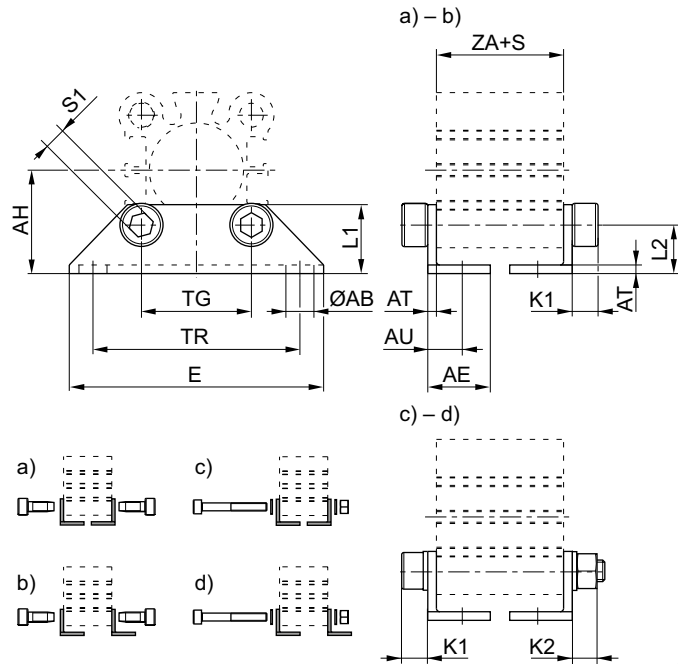 a) – b)
ZA+S
S1
AH
L1
L2
TG
ØAB
AT
K1
AT
TR
AU
E
AE
c) – d)
a)
c)
b)
d)
K1
K2